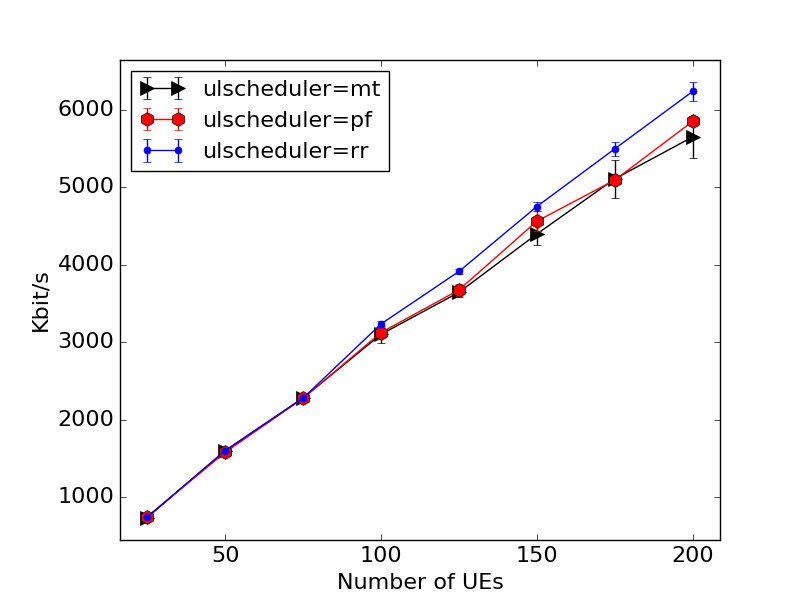 ulscheduler=mt
ulscheduler=pf
ulscheduler=rr
6000
5000
4000
3000
2000
1000
Kbit/s
50 100 150 200
Number of UEs